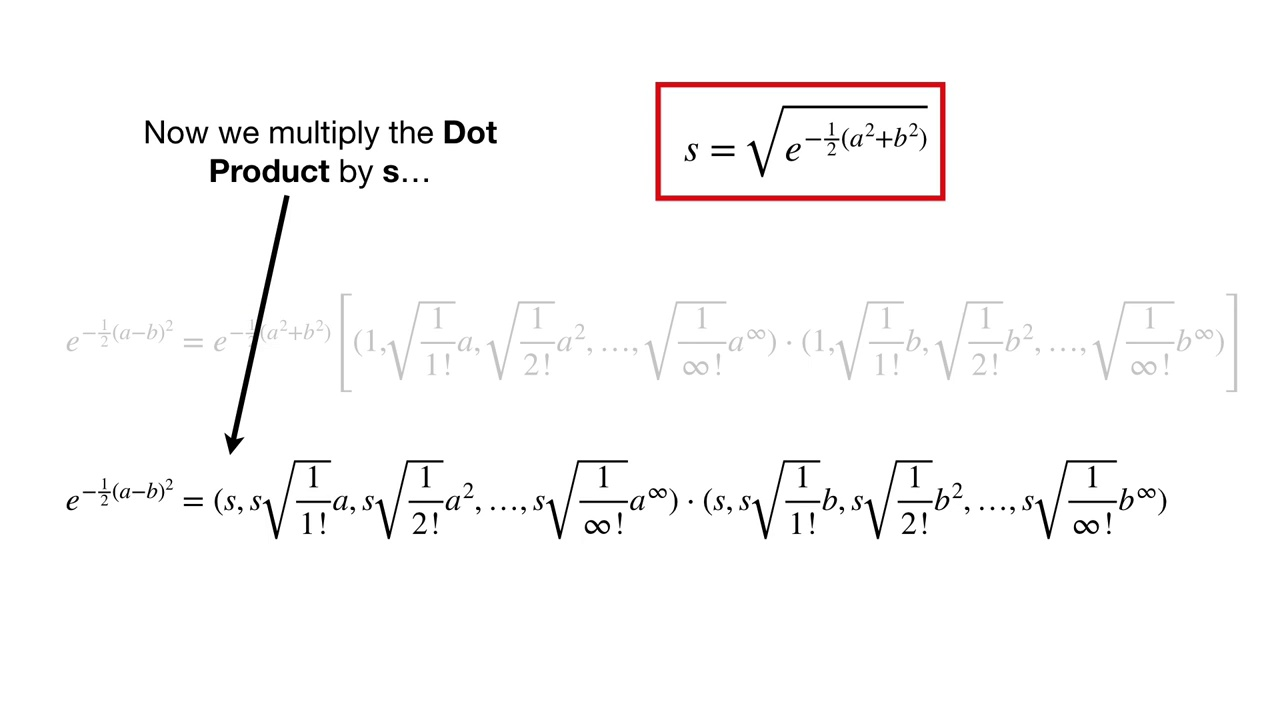 Now we multiply the Dot
Product by s…
s = √(e^{−1/2(a²+b²)})
e^{−1/2(a−b)²} = e^{−1/2(a²+b²)} [(1, √(1/1!) a, √(1/2!) a², …, √(1/∞!) a^∞) · (1, √(1/1!) b, √(1/2!) b², …, √(1/∞!) b^∞)]
e^{−1/2(a−b)²} = (s, s√(1/1!) a, s√(1/2!) a², …, s√(1/∞!) a^∞) · (s, s√(1/1!) b, s√(1/2!) b², …, s√(1/∞!) b^∞)